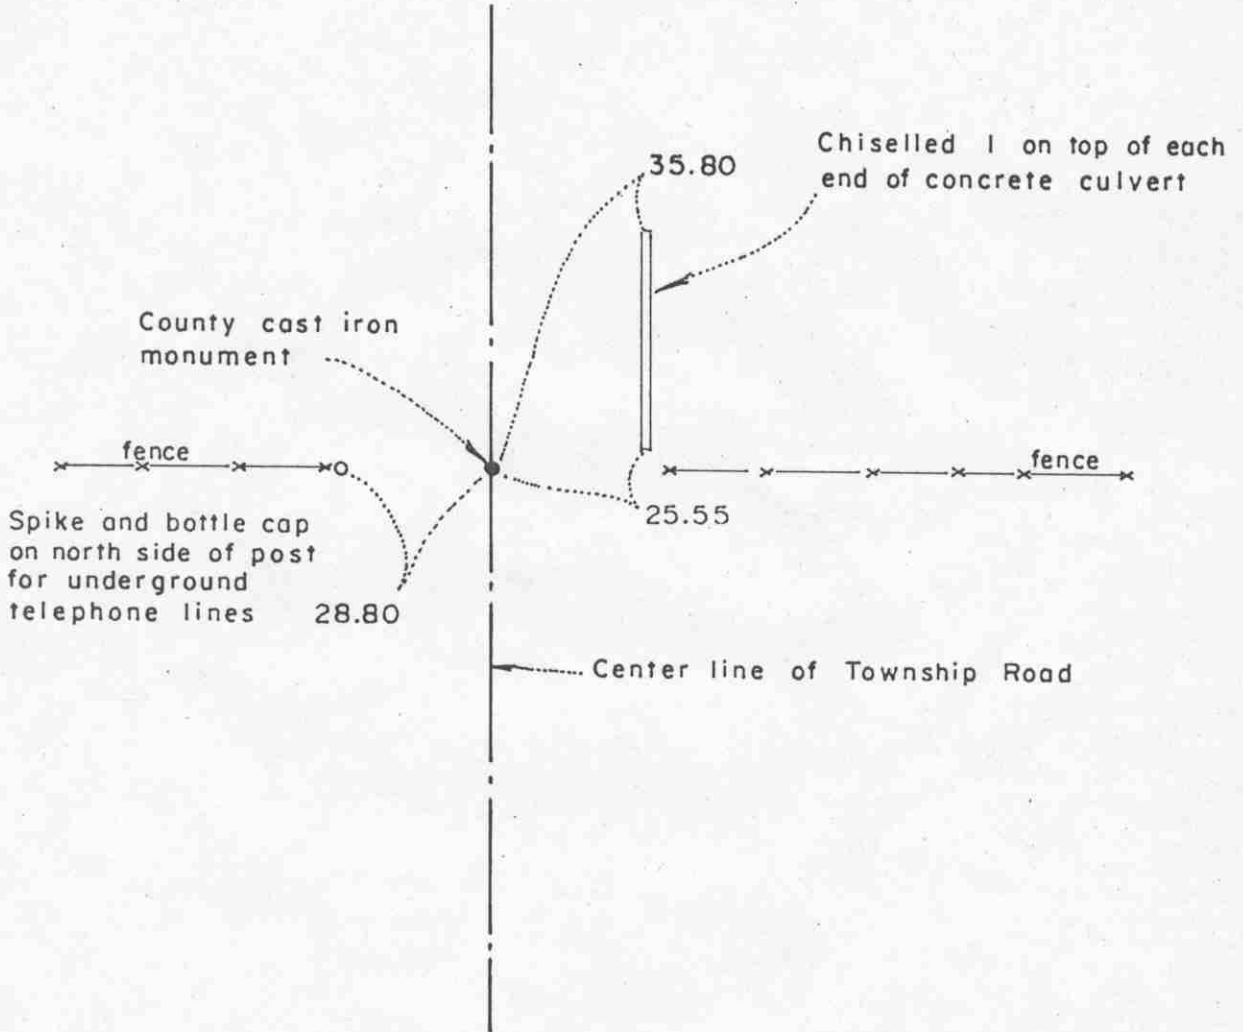 Chiselled I on top of each
end of concrete culvert
35.80
County cast iron
monument
fence
fence
Spike and bottle cap
on north side of post
for underground
telephone lines 28.80
25.55
Center line of Township Road